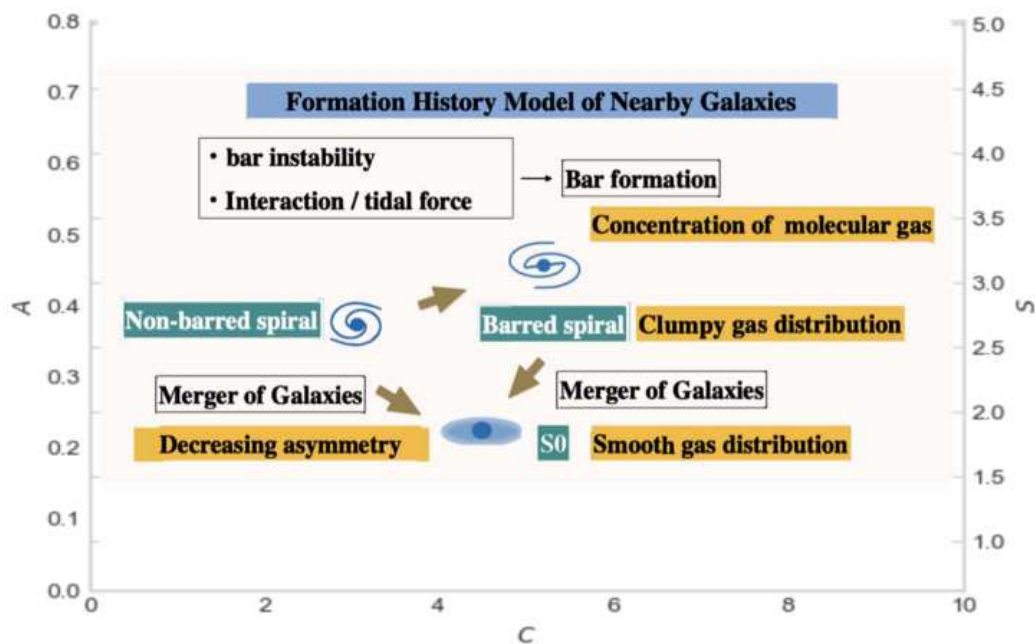 Formation History Model of Nearby Galaxies
・bar instability
・Interaction / tidal force
Bar formation
Concentration of molecular gas
Non-barred spiral
Barred spiral
Clumpy gas distribution
Merger of Galaxies
Merger of Galaxies
Decreasing asymmetry
S0
Smooth gas distribution
A
0.8
0.7
0.6
0.5
0.4
0.3
0.2
0.1
0.0
S
5.0
4.5
4.0
3.5
3.0
2.5
2.0
1.5
1.0
0 2 4 6 8 10
C